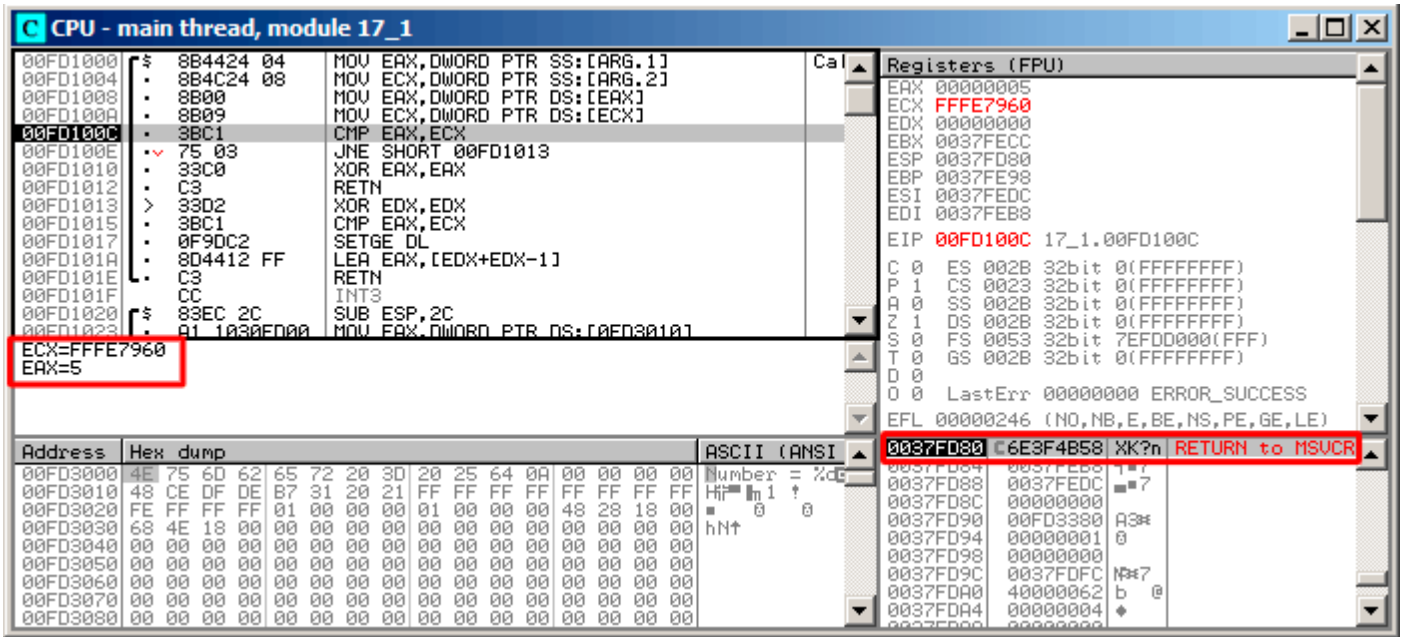 C CPU - main thread, module 17_1
00FD1000 $ 8B4424 04 MOV EAX,DWORD PTR SS:[ARG.1]
00FD1004 . 8B4C24 08 MOV ECX,DWORD PTR SS:[ARG.2]
00FD1008 . 8B00 MOV EAX,DWORD PTR DS:[EAX]
00FD100A . 8B09 MOV ECX,DWORD PTR DS:[ECX]
00FD100C . 3BC1 CMP EAX,ECX
00FD100E . 75 03 JNE SHORT 00FD1013
00FD1010 . 33C0 XOR EAX,EAX
00FD1012 . C3 RETN
00FD1013 > 33D2 XOR EDX,EDX
00FD1015 . 3BC1 CMP EAX,ECX
00FD1017 . 0F9DC2 SETGE DL
00FD101A . 8D4412 FF LEA EAX,[EDX+EDX-1]
00FD101E . C3 RETN
00FD101F CC INT3
00FD1020 $ 83EC 2C SUB ESP,2C
00FD1023 . A1 1030FD00 MOV EAX,DWORD PTR DS:[0FD3010]
ECX=FFFE7960
EAX=5
Registers (FPU)
EAX 00000005
ECX FFFE7960
EDX 00000000
EBX 0037FECC
ESP 0037FD80
EBP 0037FE98
ESI 0037FEDC
EDI 0037FEB8
EIP 00FD100C 17_1.00FD100C
C 0 ES 002B 32bit 0(FFFFFFFF)
P 1 CS 0023 32bit 0(FFFFFFFF)
A 0 SS 002B 32bit 0(FFFFFFFF)
Z 1 DS 002B 32bit 0(FFFFFFFF)
S 0 FS 0053 32bit 7EFDD000(FFF)
T 0 GS 002B 32bit 0(FFFFFFFF)
D 0
O 0 LastErr 00000000 ERROR_SUCCESS
EFL 00000246 (NO,NB,E,BE,NS,PE,GE,LE)
Address Hex dump ASCII (ANSI
00FD3000 4E 75 6D 62 65 72 20 3D 20 25 64 0A 00 00 00 00 Number = %d
00FD3010 48 CE DF DE B7 31 20 21 FF FF FF FF FF FF FF FF
00FD3020 FE FF FF FF 01 00 00 00 01 00 00 00 48 28 18 00
00FD3030 68 4E 18 00 00 00 00 00 00 00 00 00 00 00 00 00 hN↑
00FD3040 00 00 00 00 00 00 00 00 00 00 00 00 00 00 00 00
00FD3050 00 00 00 00 00 00 00 00 00 00 00 00 00 00 00 00
00FD3060 00 00 00 00 00 00 00 00 00 00 00 00 00 00 00 00
00FD3070 00 00 00 00 00 00 00 00 00 00 00 00 00 00 00 00
00FD3080 00 00 00 00 00 00 00 00 00 00 00 00 00 00 00 00
0037FD80 6E3F4B58 XK?n RETURN to MSVCR
0037FD84 0037FEB8
0037FD88 0037FEDC
0037FD8C 00000000
0037FD90 00FD3380
0037FD94 00000001
0037FD98 00000000
0037FD9C 0037FDFC
0037FDA0 40000062 b @
0037FDA4 00000004 ♦